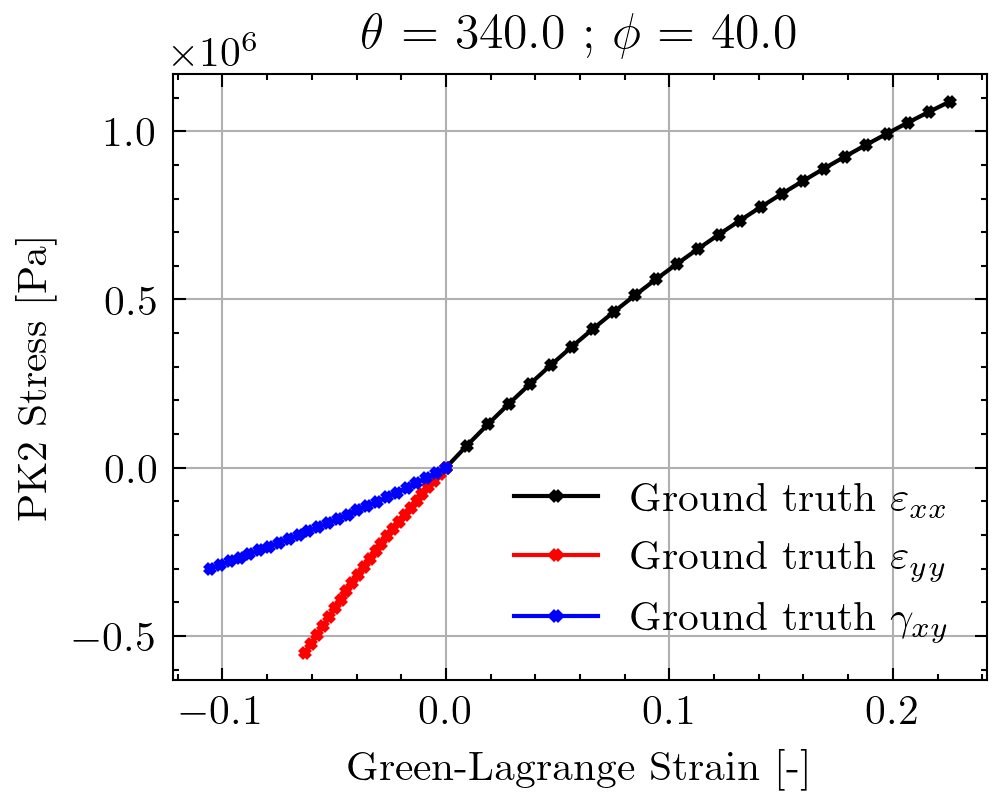 θ = 340.0 ; ϕ = 40.0
×10⁶
1.0
0.5
0.0
−0.5
PK2 Stress [Pa]
Ground truth εₓₓ
Ground truth ε_yy
Ground truth γ_xy
−0.1 0.0 0.1 0.2
Green-Lagrange Strain [-]